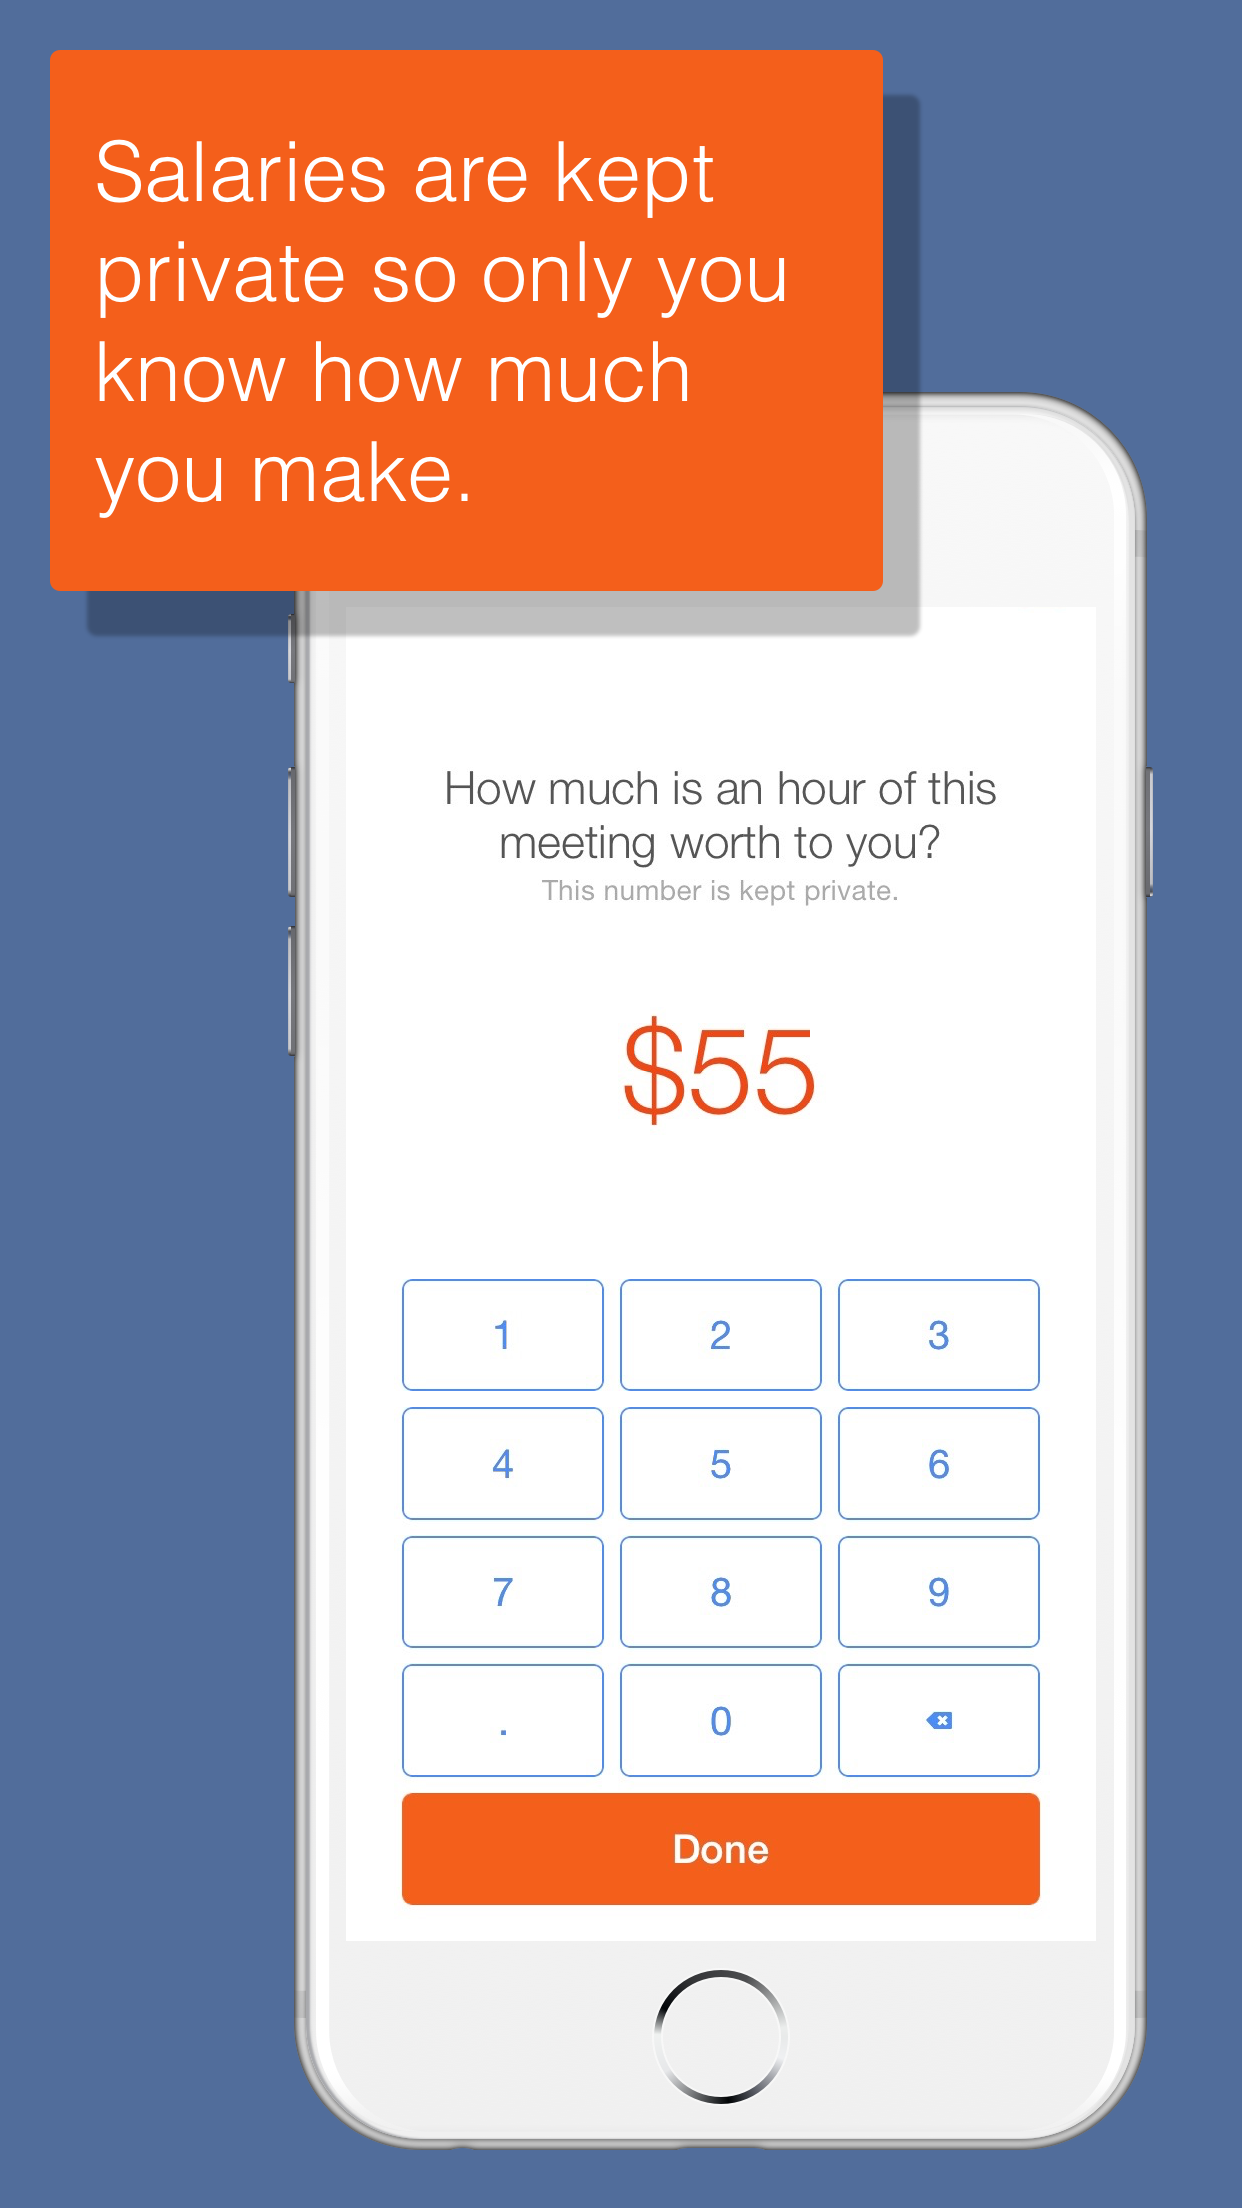 Salaries are kept
private so only you
know how much
you make.
How much is an hour of this
meeting worth to you?
This number is kept private.
$55
1 2 3
4 5 6
7 8 9
. 0
Done